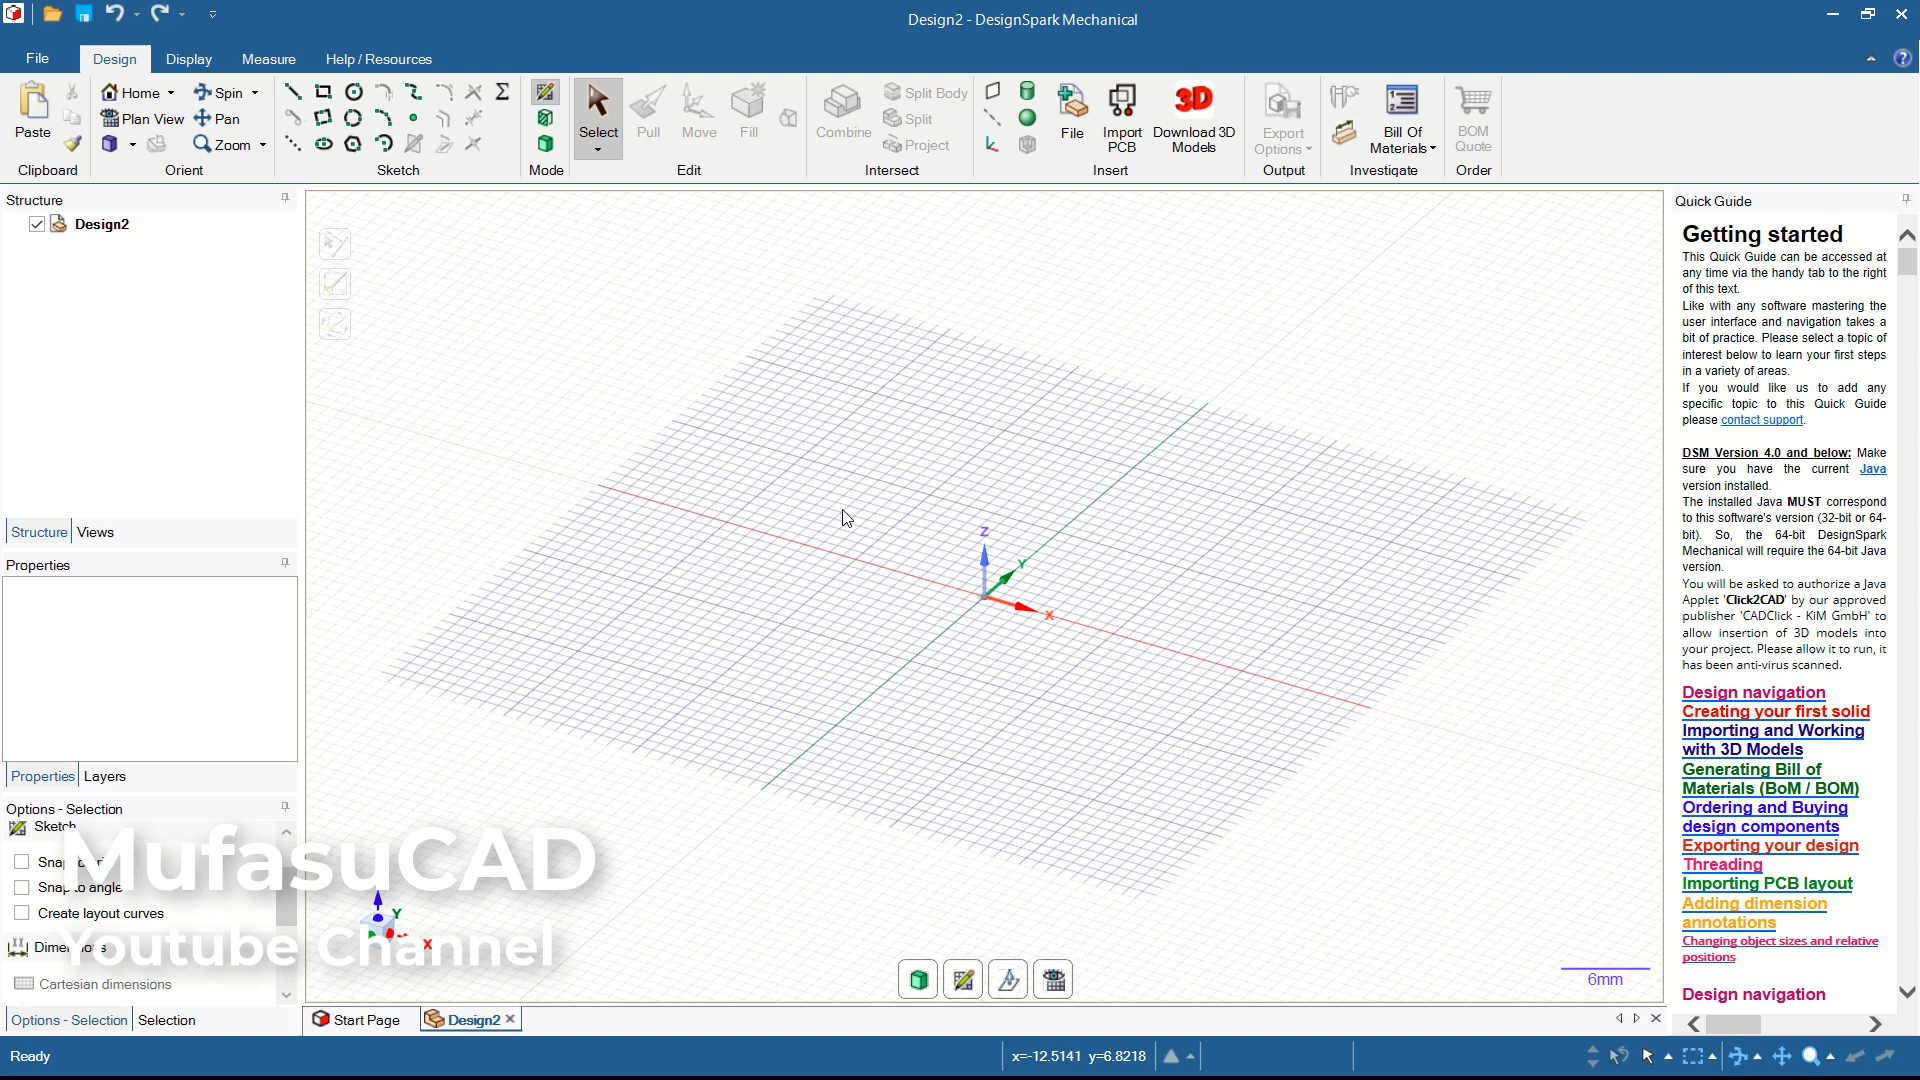 Design2 - DesignSpark Mechanical
File Design Display Measure Help / Resources
Paste
Home Spin
Plan View Pan
Zoom
Select Pull Move Fill
Combine
Split Body
Split
Project
File
Import PCB
Download 3D Models
Export Options
Bill Of Materials
BOM Quote
Clipboard Orient Sketch Mode Edit Intersect Insert Output Investigate Order
Structure
Design2
Structure Views
Properties
Properties Layers
Options - Selection
Sketch
Snap to angle
Create layout curves
Dimensions
Cartesian dimensions
Options - Selection Selection
MufasuCAD
Youtube Channel
Z
Y
X
Y
X
6mm
Start Page Design2
Quick Guide
Getting started
This Quick Guide can be accessed at
any time via the handy tab to the right
of this text.
Like with any software mastering the
user interface and navigation takes a
bit of practice. Please select a topic of
interest below to learn your first steps
in a variety of areas.
If you would like us to add any
specific topic to this Quick Guide
please contact support.
DSM Version 4.0 and below: Make
sure you have the current Java
version installed.
The installed Java MUST correspond
to this software's version (32-bit or 64-
bit). So, the 64-bit DesignSpark
Mechanical will require the 64-bit Java
version.
You will be asked to authorize a Java
Applet 'Click2CAD' by our approved
publisher 'CADClick - KiM GmbH' to
allow insertion of 3D models into
your project. Please allow it to run, it
has been anti-virus scanned.
Design navigation
Creating your first solid
Importing and Working
with 3D Models
Generating Bill of
Materials (BoM / BOM)
Ordering and Buying
design components
Exporting your design
Threading
Importing PCB layout
Adding dimension
annotations
Changing object sizes and relative
positions
Design navigation
Ready
x=-12.5141 y=6.8218